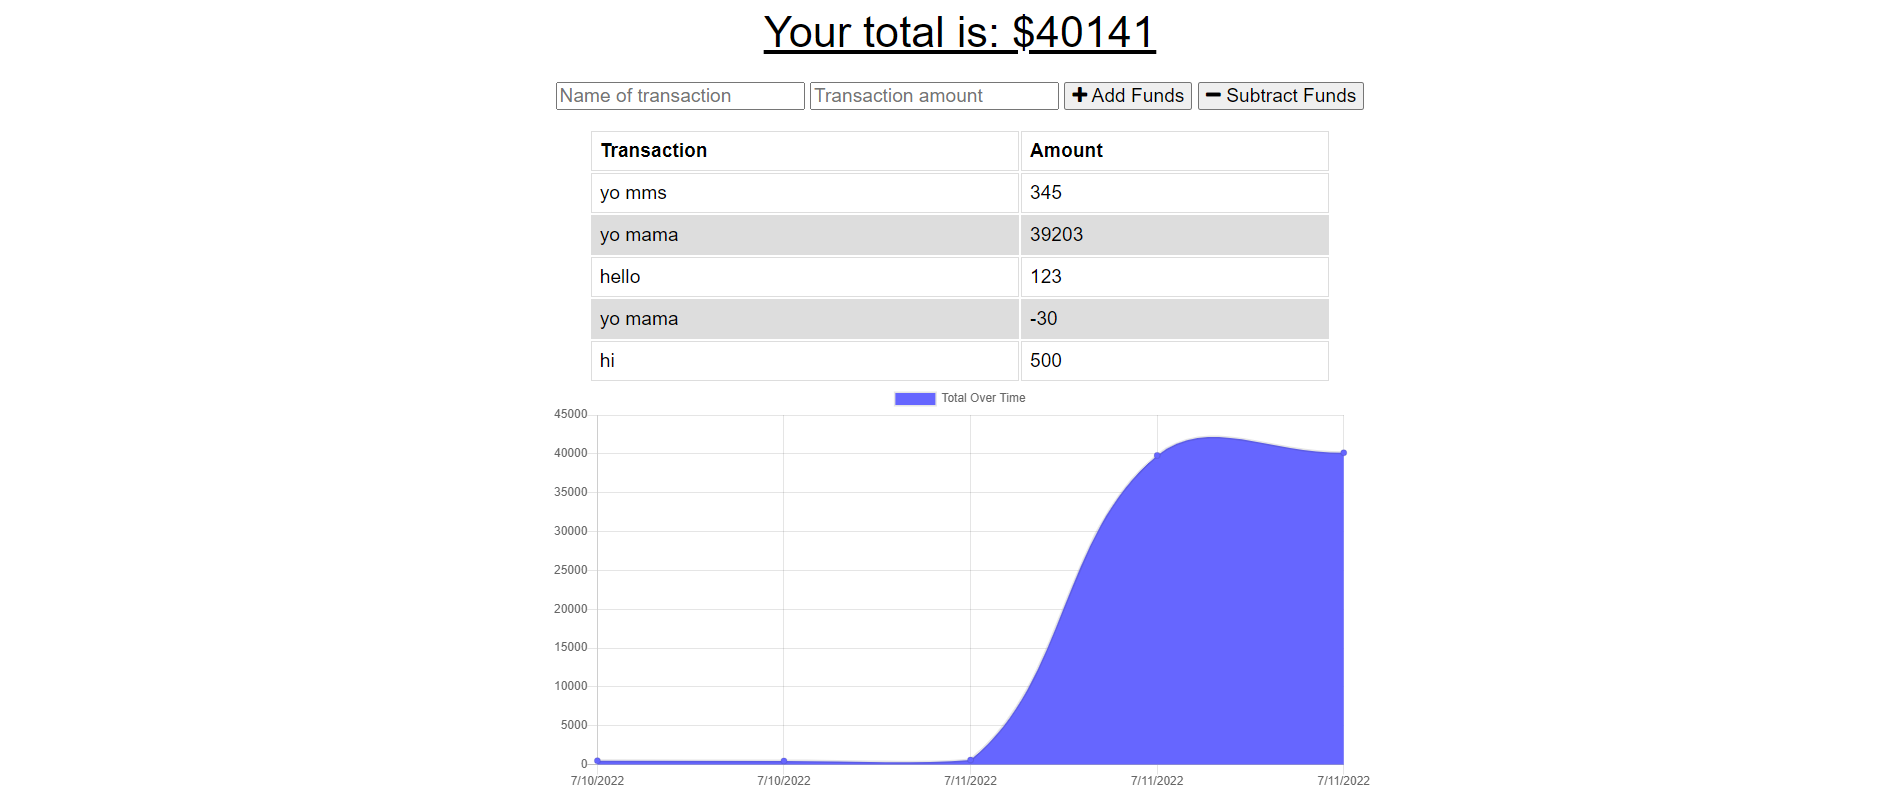 Your total is: $40141
Name of transaction Transaction amount Add Funds Subtract Funds
Transaction Amount
yo mms 345
yo mama 39203
hello 123
yo mama -30
hi 500
Total Over Time
45000
40000
35000
30000
25000
20000
15000
10000
5000
0
7/10/2022 7/10/2022 7/11/2022 7/11/2022 7/11/2022